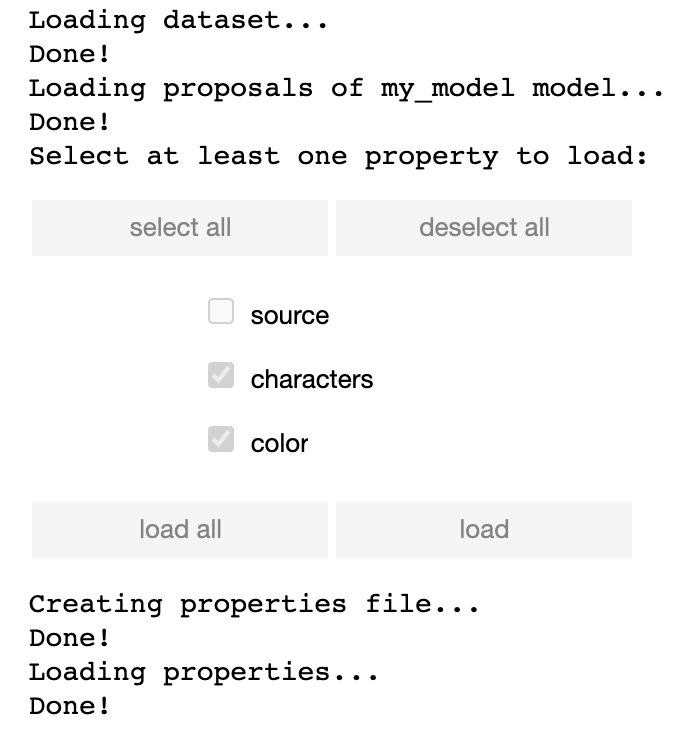 Loading dataset...
Done!
Loading proposals of my_model model...
Done!
Select at least one property to load:
select all deselect all
source
characters
color
load all load
Creating properties file...
Done!
Loading properties...
Done!